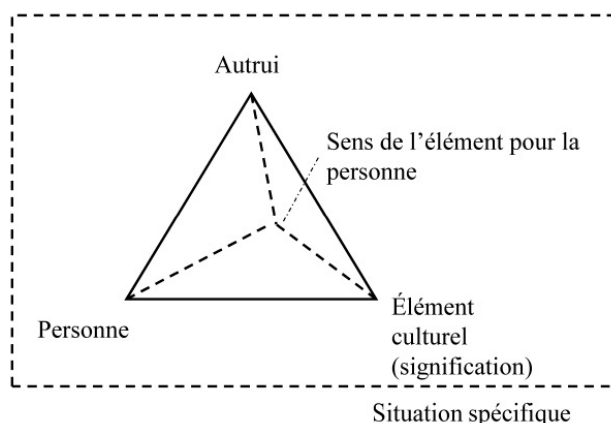 Autrui
Sens de l’élément pour la
personne
Personne
Élément
culturel
(signification)
Situation spécifique